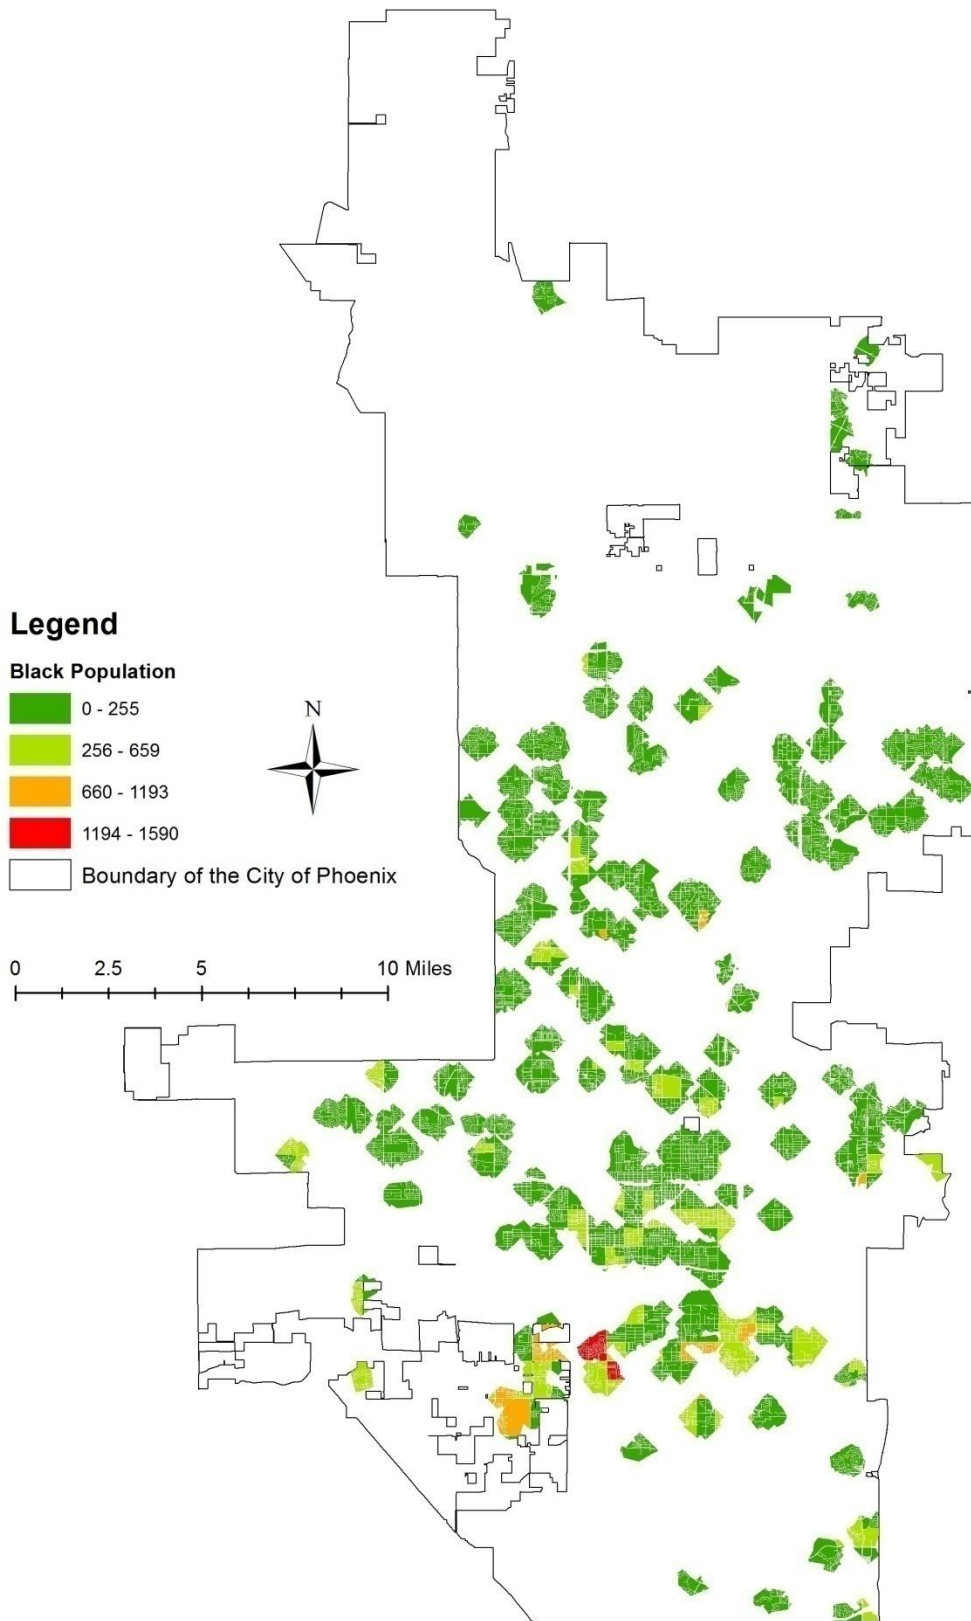 Legend
Black Population
0 - 255
256 - 659
660 - 1193
1194 - 1590
Boundary of the City of Phoenix
N
0 2.5 5 10 Miles